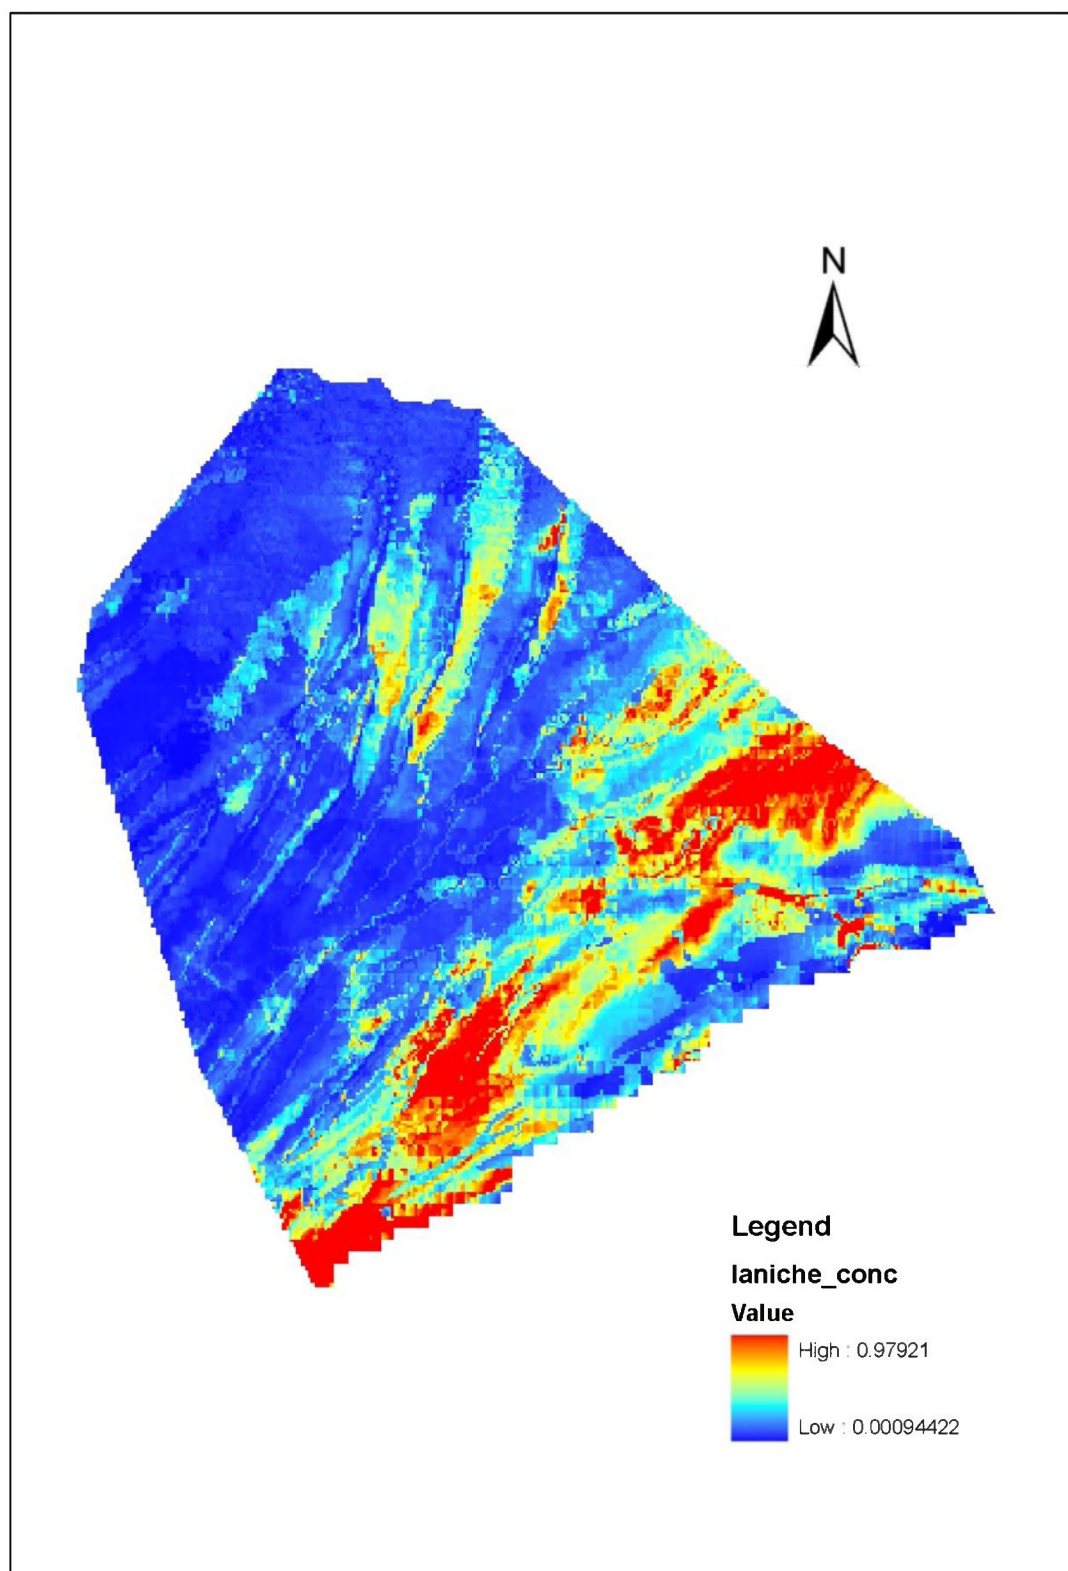 N
Legend
laniche_conc
Value
High : 0.97921
Low : 0.00094422